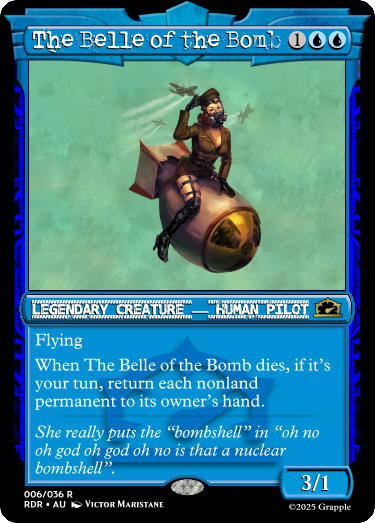 The Belle of the Bomb 1
Legendary Creature — Human Pilot
Flying
When The Belle of the Bomb dies, if it's
your tun, return each nonland
permanent to its owner's hand.
She really puts the “bombshell” in “oh no
oh god oh god oh no is that a nuclear
bombshell”.
3/1
006/036 R
RDR • AU Victor Maristane
©2025 Grapple